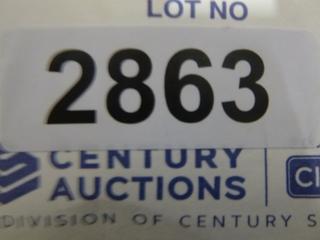 LOT NO
2863
CENTURY
AUCTIONS
DIVISION OF CENTURY